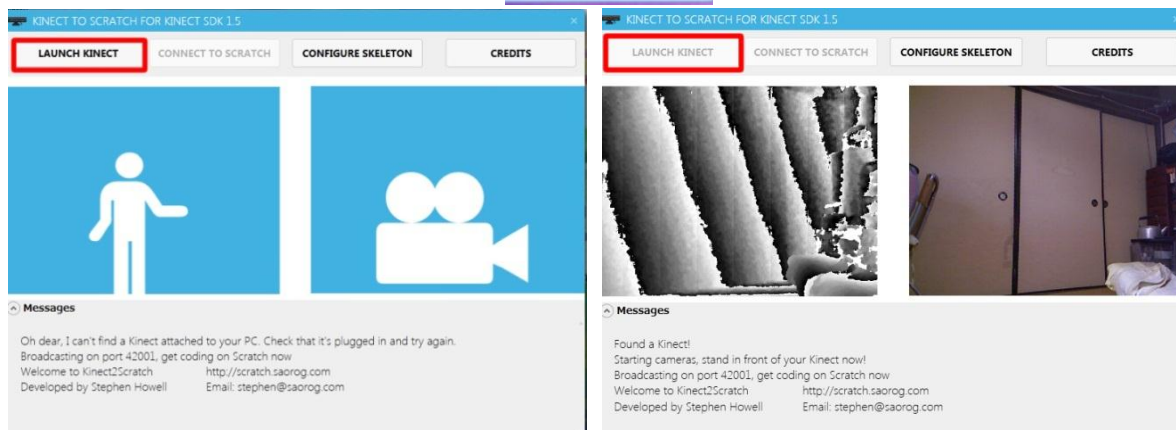 KINECT TO SCRATCH FOR KINECT SDK 1.5
LAUNCH KINECT
CONNECT TO SCRATCH
CONFIGURE SKELETON
CREDITS
Messages
Oh dear, I can't find a Kinect attached to your PC. Check that it's plugged in and try again.
Broadcasting on port 42001, get coding on Scratch now
Welcome to Kinect2Scratch http://scratch.saorog.com
Developed by Stephen Howell Email: stephen@saorog.com
KINECT TO SCRATCH FOR KINECT SDK 1.5
LAUNCH KINECT
CONNECT TO SCRATCH
CONFIGURE SKELETON
CREDITS
Messages
Found a Kinect!
Starting cameras, stand in front of your Kinect now!
Broadcasting on port 42001, get coding on Scratch now
Welcome to Kinect2Scratch http://scratch.saorog.com
Developed by Stephen Howell Email: stephen@saorog.com